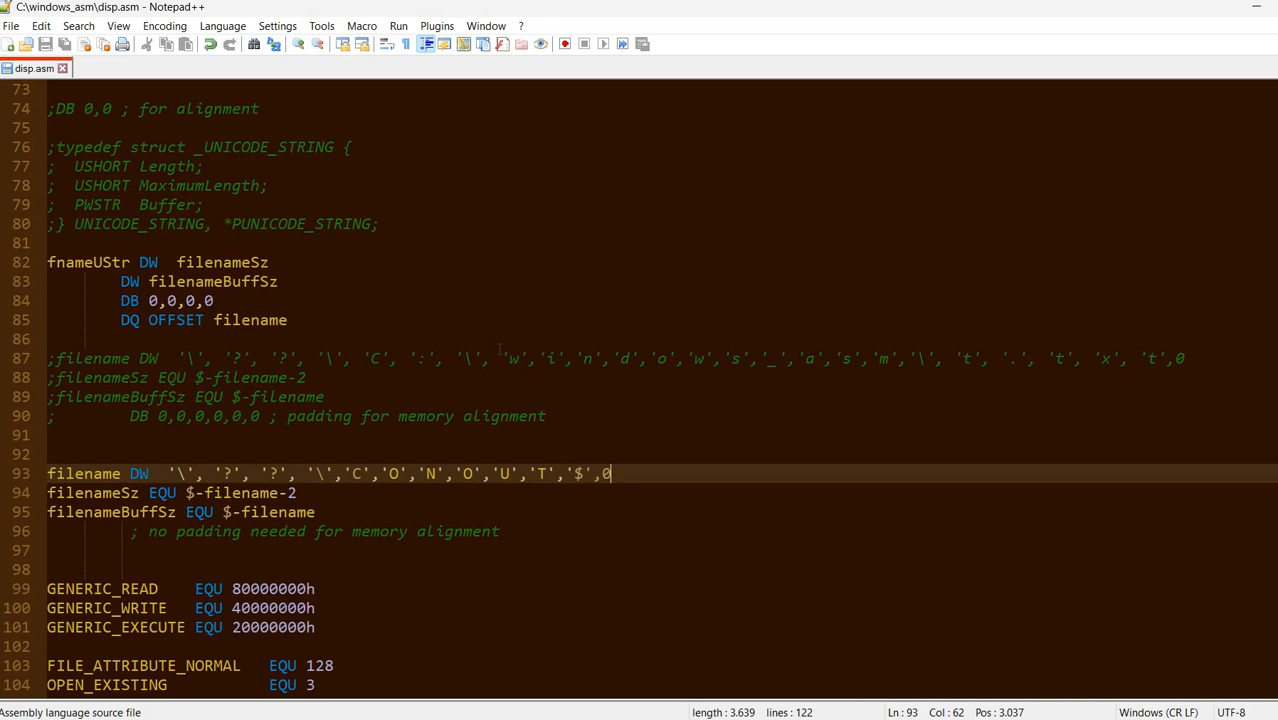 C:\windows_asm\disp.asm - Notepad++
File Edit Search View Encoding Language Settings Tools Macro Run Plugins Window ?
disp.asm
73
74 ;DB 0,0 ; for alignment
75
76 ;typedef struct _UNICODE_STRING {
77 ;  USHORT Length;
78 ;  USHORT MaximumLength;
79 ;  PWSTR  Buffer;
80 ;} UNICODE_STRING, *PUNICODE_STRING;
81
82 fnameUStr DW  filenameSz
83         DW filenameBuffSz
84         DB 0,0,0,0
85         DQ OFFSET filename
86
87 ;filename DW  '\', '?', '?', '\', 'C', ':', '\', 'w','i','n','d','o','w','s','_','a','s','m','\', 't', '.', 't', 'x', 't',0
88 ;filenameSz EQU $-filename-2
89 ;filenameBuffSz EQU $-filename
90 ;        DB 0,0,0,0,0,0 ; padding for memory alignment
91
92
93 filename DW  '\', '?', '?', '\','C','O','N','O','U','T','$',0
94 filenameSz EQU $-filename-2
95 filenameBuffSz EQU $-filename
96         ; no padding needed for memory alignment
97
98
99 GENERIC_READ    EQU 80000000h
100 GENERIC_WRITE   EQU 40000000h
101 GENERIC_EXECUTE EQU 20000000h
102
103 FILE_ATTRIBUTE_NORMAL   EQU 128
104 OPEN_EXISTING           EQU 3
Assembly language source file length : 3.639 lines : 122 Ln : 93 Col : 62 Pos : 3.037 Windows (CR LF) UTF-8